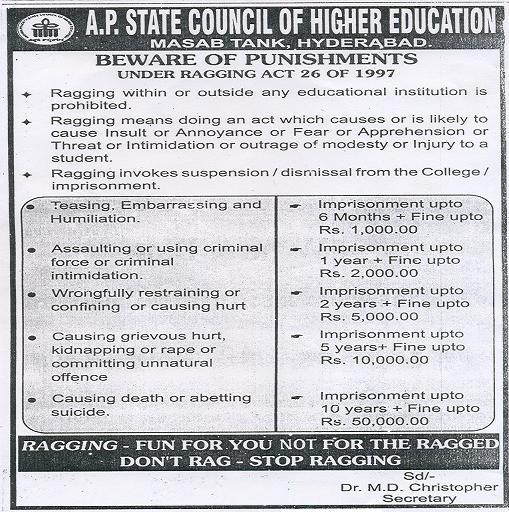 A.P. STATE COUNCIL OF HIGHER EDUCATION
MASAB TANK, HYDERABAD.
BEWARE OF PUNISHMENTS
UNDER RAGGING ACT 26 OF 1997
Ragging within or outside any educational institution is
prohibited.
Ragging means doing an act which causes or is likely to
cause Insult or Annoyance or Fear or Apprehension or
Threat or Intimidation or outrage of modesty or Injury to a
student.
Ragging invokes suspension / dismissal from the College /
imprisonment.
Teasing, Embarrassing and
Humiliation.
Imprisonment upto
6 Months + Fine upto
Rs. 1,000.00
Assaulting or using criminal
force or criminal
intimidation.
Imprisonment upto
1 year + Fine upto
Rs. 2,000.00
Wrongfully restraining or
confining or causing hurt
Imprisonment upto
2 years + Fine upto
Rs. 5,000.00
Causing grievous hurt,
kidnapping or rape or
committing unnatural
offence
Imprisonment upto
5 years+ Fine upto
Rs. 10,000.00
Causing death or abetting
suicide.
Imprisonment upto
10 years + Fine upto
Rs. 50,000.00
RAGGING - FUN FOR YOU NOT FOR THE RAGGED
DON'T RAG - STOP RAGGING
Sd/-
Dr. M.D. Christopher
Secretary